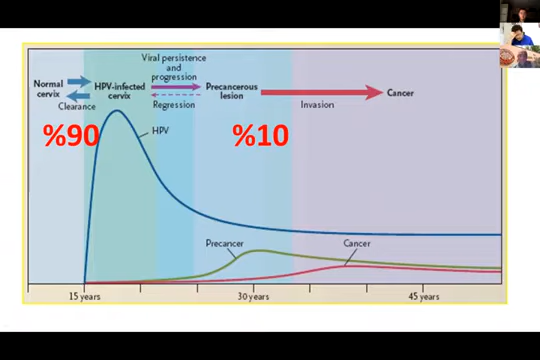 Viral persistence
and
progression
Normal
cervix
HPV-infected
cervix
Precancerous
lesion
Cancer
Clearance
Regression
Invasion
%90
%10
HPV
Precancer
Cancer
15 years
30 years
45 years